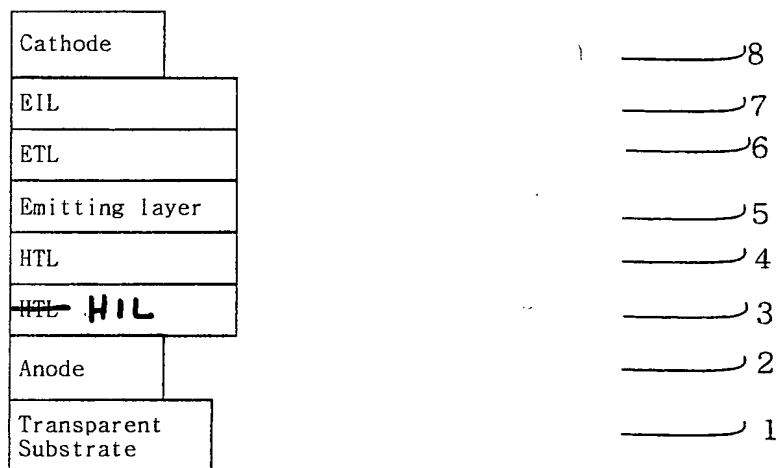 Cathode 8
EIL 7
ETL 6
Emitting layer 5
HTL 4
HTL HIL 3
Anode 2
Transparent 1
Substrate